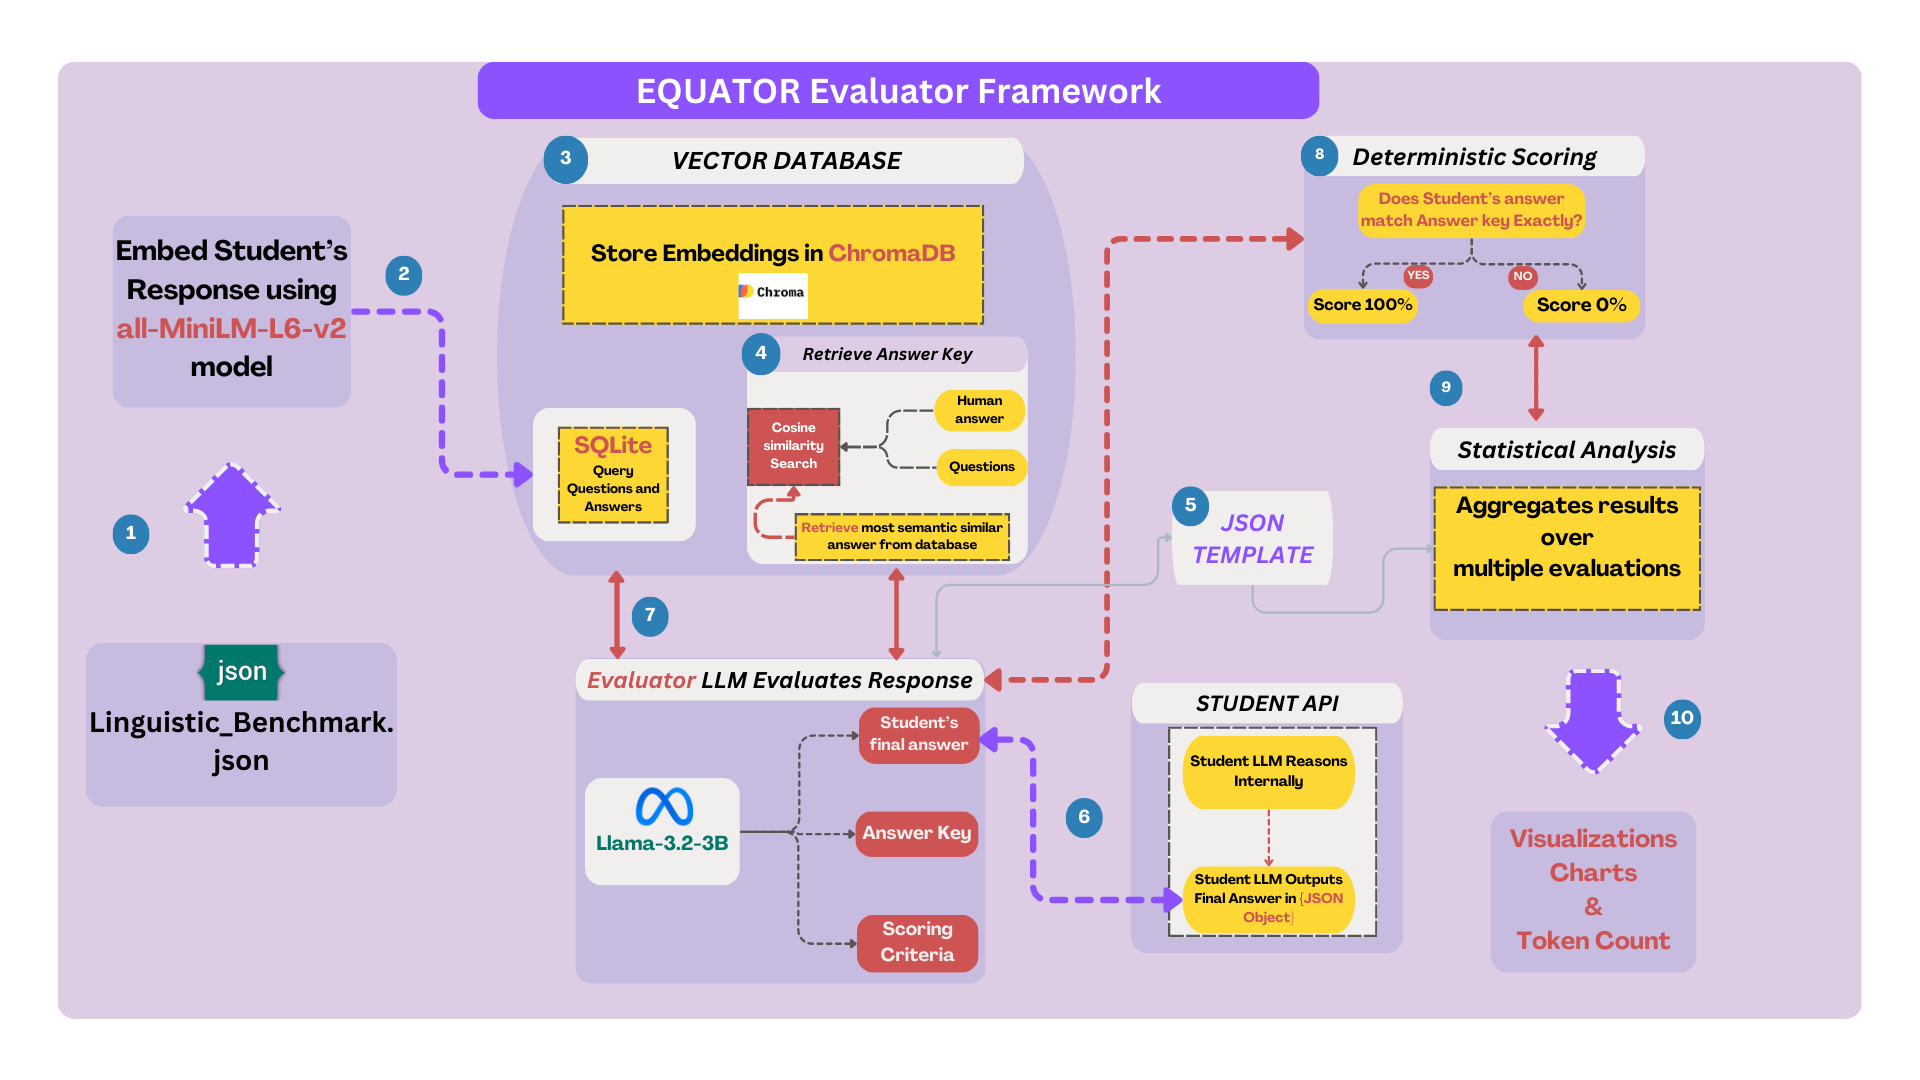 EQUATOR Evaluator Framework
1
json
Linguistic_Benchmark.
json
2
Embed Student's
Response using
all-MiniLM-L6-v2
model
3
VECTOR DATABASE
Store Embeddings in ChromaDB
Chroma
SQLite
Query
Questions and
Answers
4
Retrieve Answer Key
Cosine
similarity
Search
Human
answer
Questions
Retrieve most semantic similar
answer from database
5
JSON
TEMPLATE
6
STUDENT API
Student LLM Reasons
Internally
Student LLM Outputs
Final Answer in {JSON
Object}
7
Evaluator LLM Evaluates Response
Llama-3.2-3B
Student's
final answer
Answer Key
Scoring
Criteria
8
Deterministic Scoring
Does Student's answer
match Answer key Exactly?
YES
NO
Score 100%
Score 0%
9
Statistical Analysis
Aggregates results
over
multiple evaluations
10
Visualizations
Charts
&
Token Count